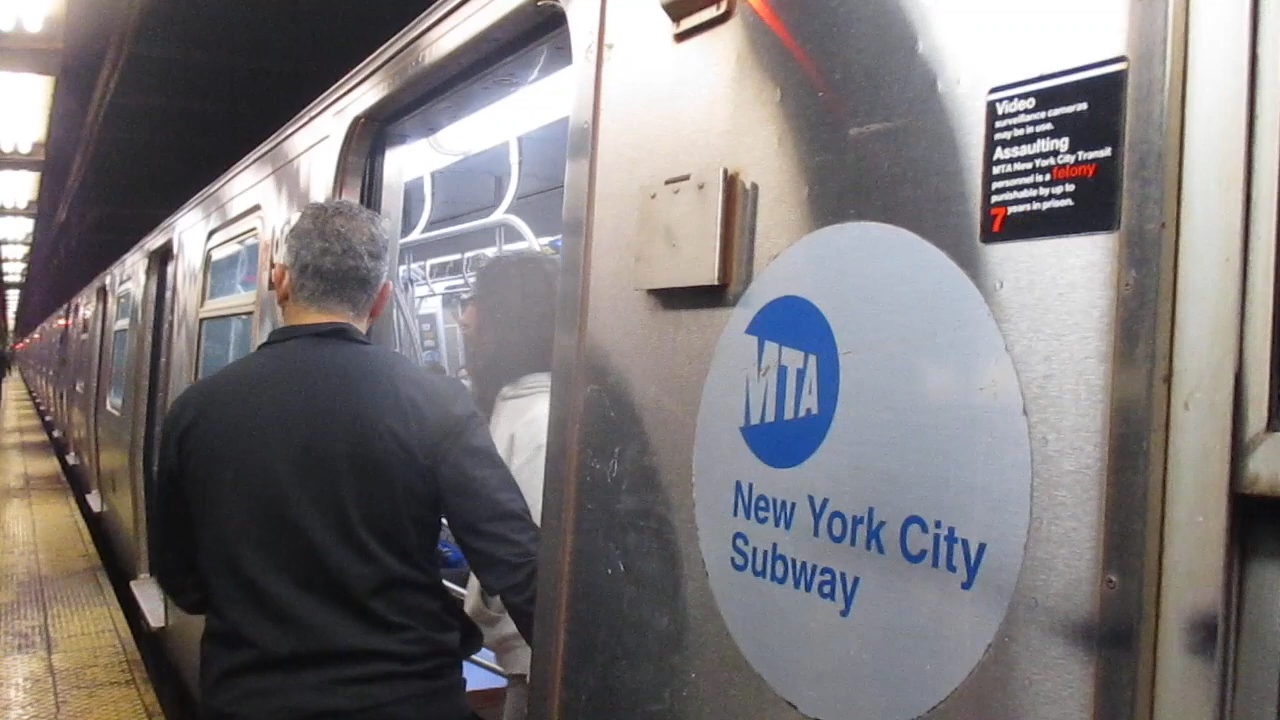 Video
surveillance cameras
may be in use.
Assaulting
MTA New York City Transit
personnel is a felony
punishable by up to
7 years in prison.
MTA
New York City
Subway